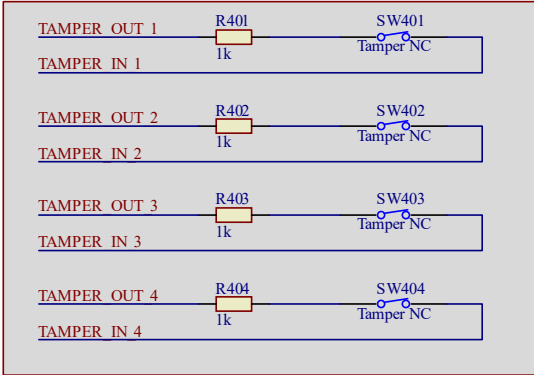 TAMPER_OUT_1
R401
1k
SW401
Tamper NC
TAMPER_IN_1
TAMPER_OUT_2
R402
1k
SW402
Tamper NC
TAMPER_IN_2
TAMPER_OUT_3
R403
1k
SW403
Tamper NC
TAMPER_IN_3
TAMPER_OUT_4
R404
1k
SW404
Tamper NC
TAMPER_IN_4